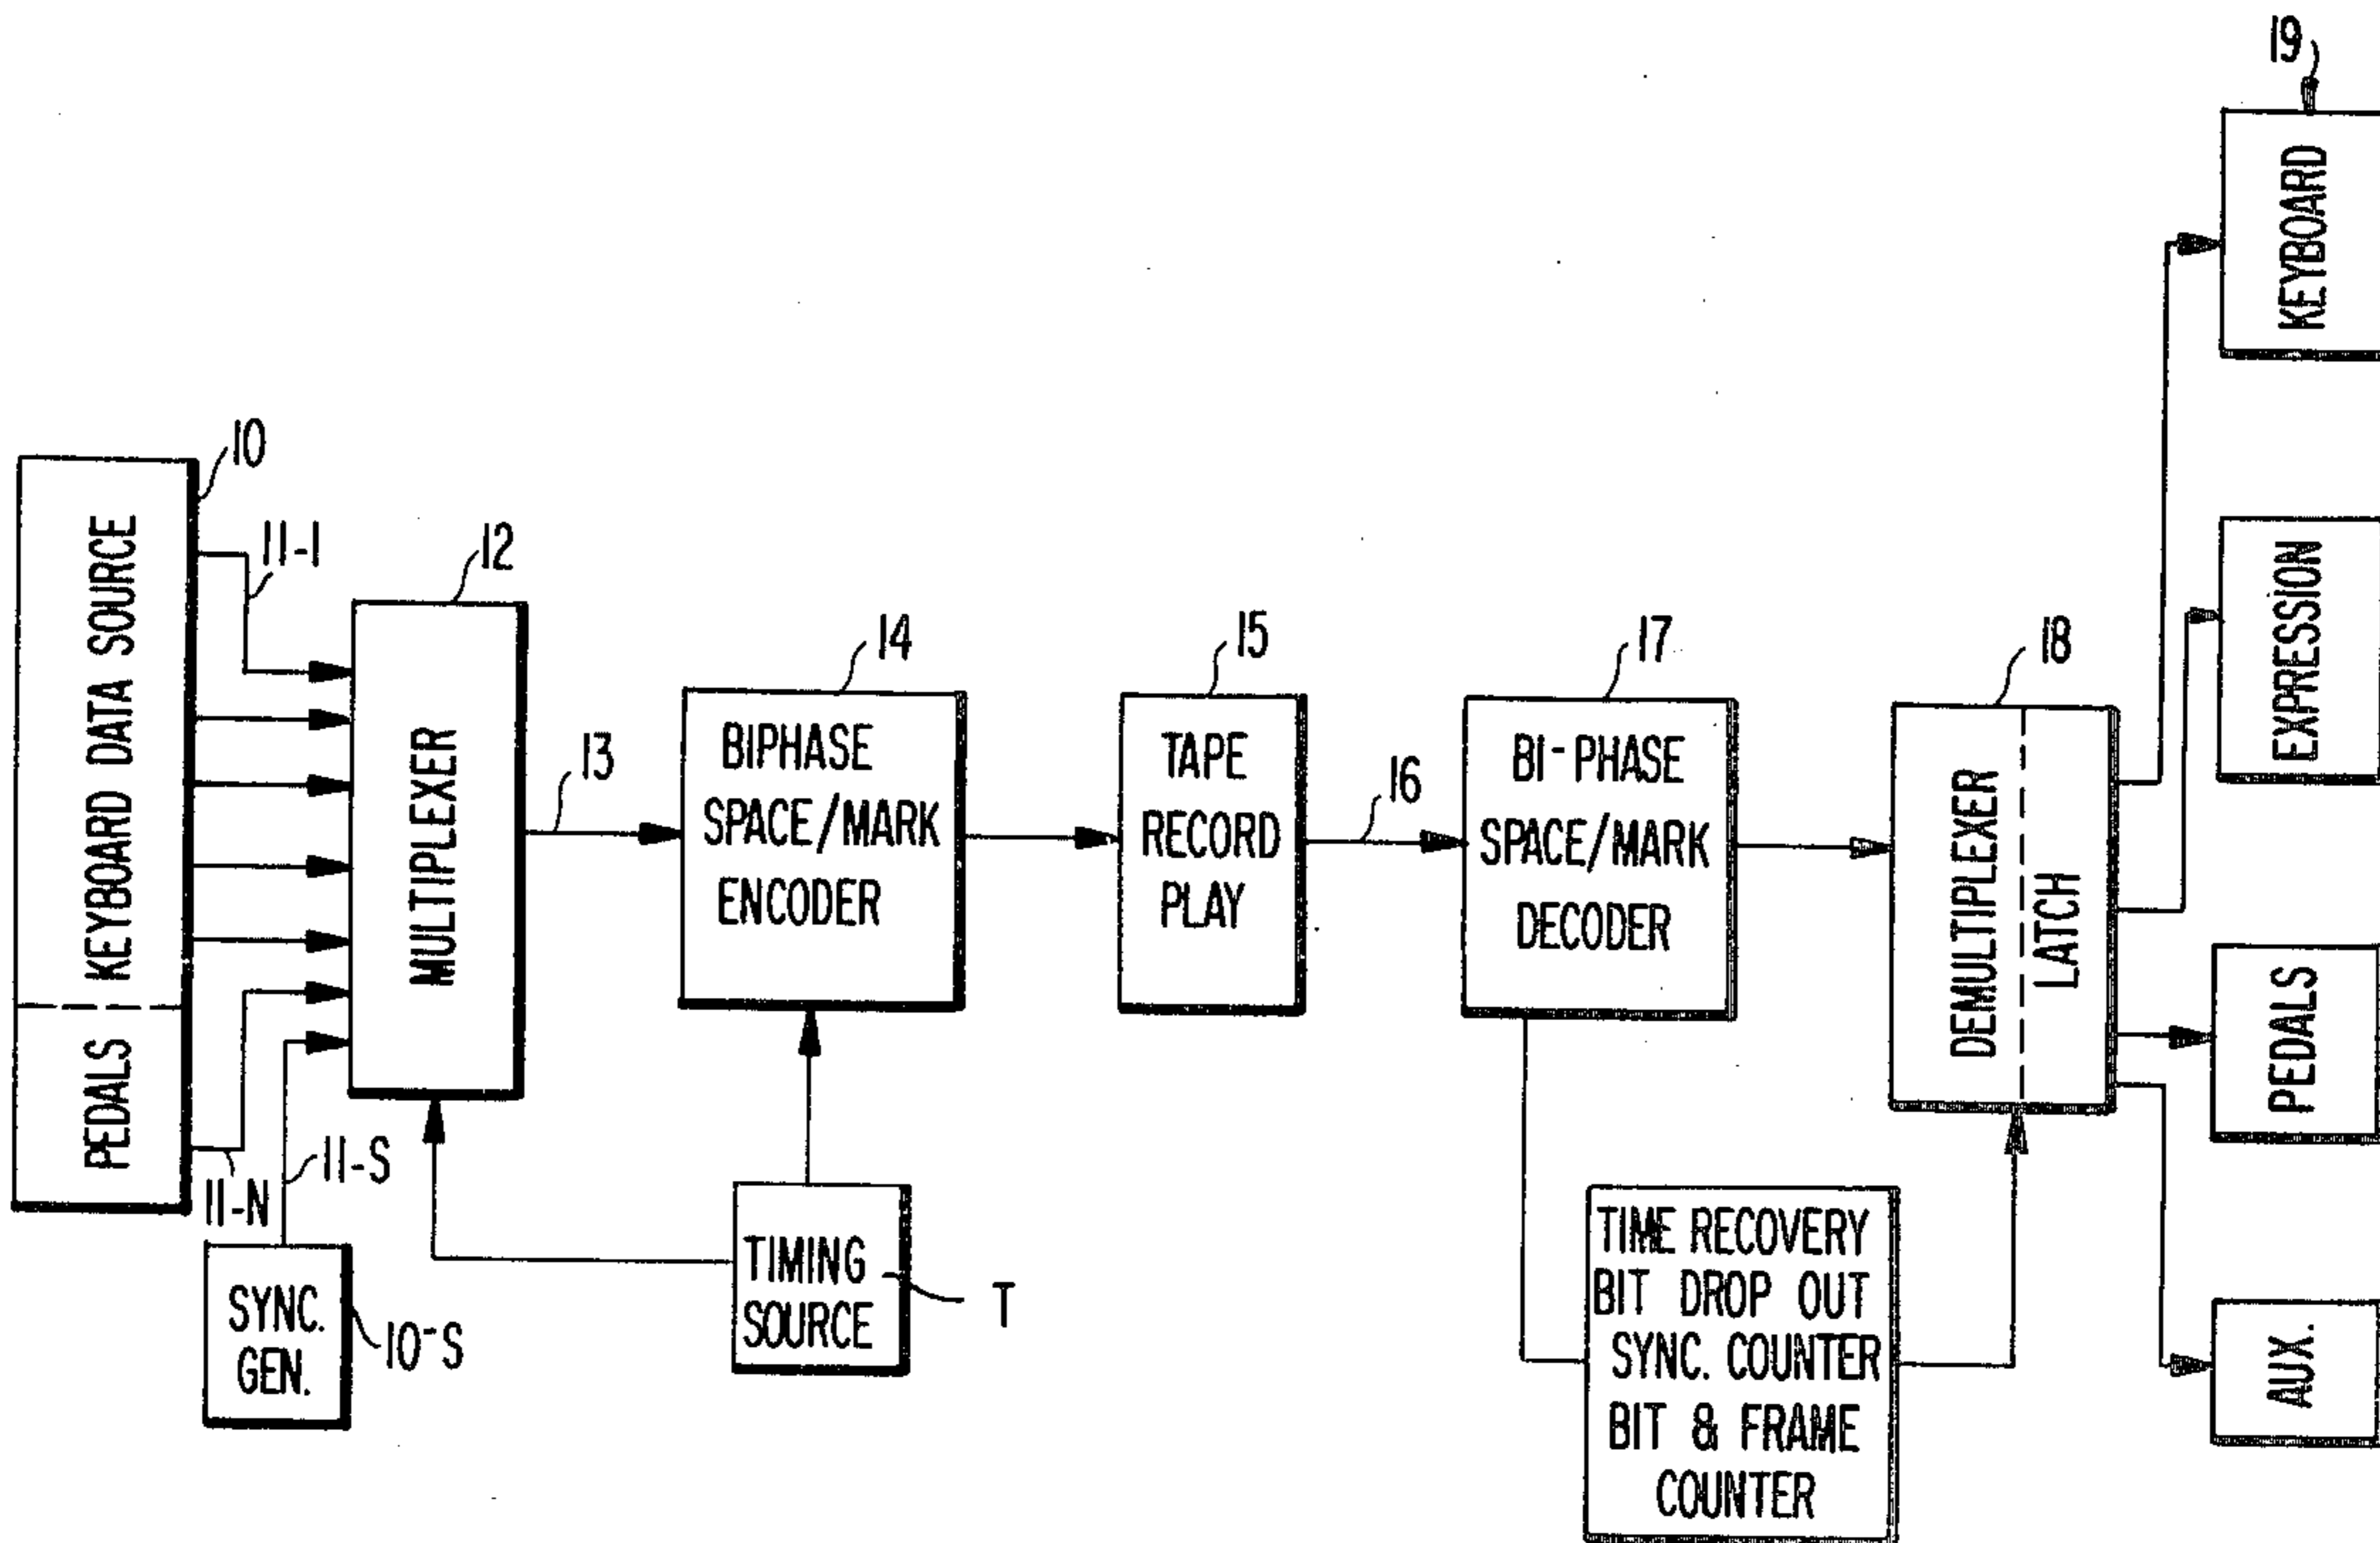 19
KEYBOARD
10
KEYBOARD DATA SOURCE
PEDALS
11-1
11-N
11-S
SYNC.
GEN.
10-S
12
MULTIPLEXER
13
14
BIPHASE
SPACE/MARK
ENCODER
TIMING
SOURCE
T
15
TAPE
RECORD
PLAY
16
17
BI-PHASE
SPACE/MARK
DECODER
TIME RECOVERY
BIT DROP OUT
SYNC. COUNTER
BIT & FRAME
COUNTER
18
DEMULTIPLEXER
LATCH
EXPRESSION
PEDALS
AUX.